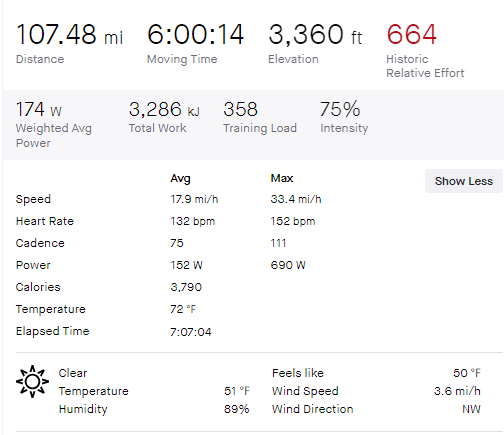 107.48 mi 6:00:14 3,360 ft 664
Distance Moving Time Elevation Historic
Relative Effort
174 W 3,286 kJ 358 75%
Weighted Avg Total Work Training Load Intensity
Power
Avg Max
Show Less
Speed 17.9 mi/h 33.4 mi/h
Heart Rate 132 bpm 152 bpm
Cadence 75 111
Power 152 W 690 W
Calories 3,790
Temperature 72 °F
Elapsed Time 7:07:04
Clear Feels like 50 °F
Temperature 51 °F Wind Speed 3.6 mi/h
Humidity 89% Wind Direction NW